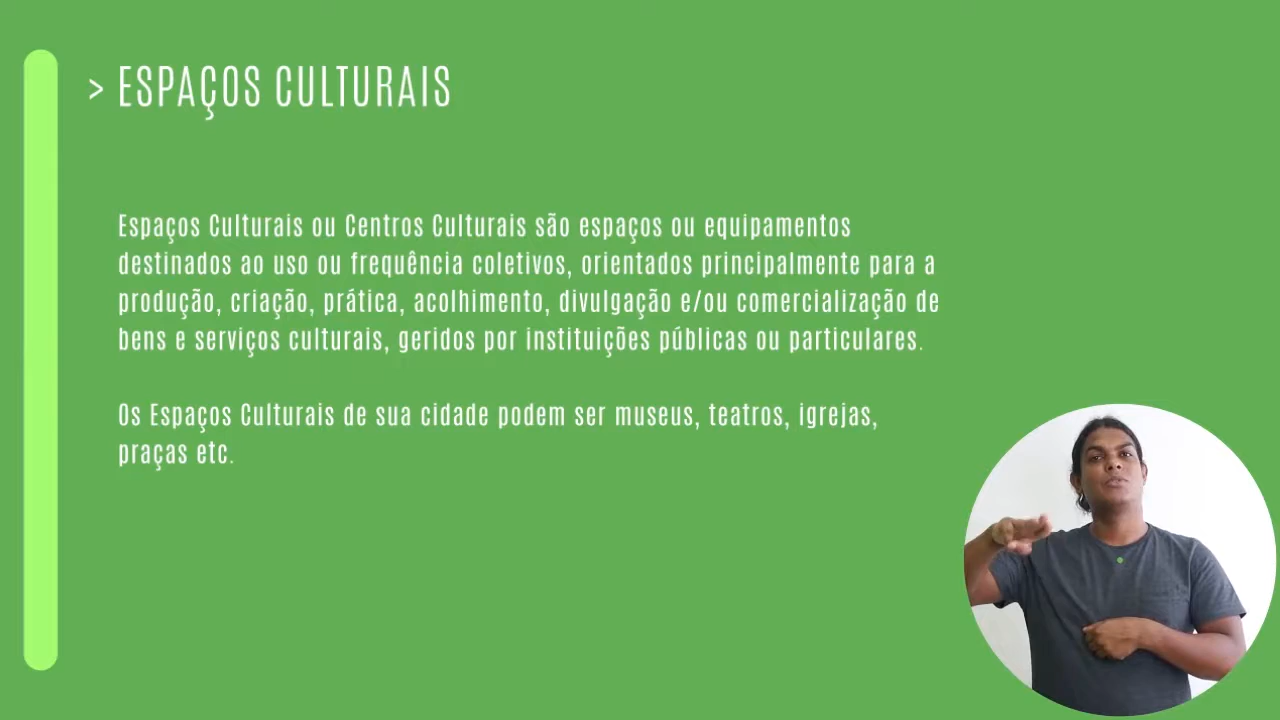 > ESPAÇOS CULTURAIS
Espaços Culturais ou Centros Culturais são espaços ou equipamentos
destinados ao uso ou frequência coletivos, orientados principalmente para a
produção, criação, prática, acolhimento, divulgação e/ou comercialização de
bens e serviços culturais, geridos por instituições públicas ou particulares.
Os Espaços Culturais de sua cidade podem ser museus, teatros, igrejas,
praças etc.